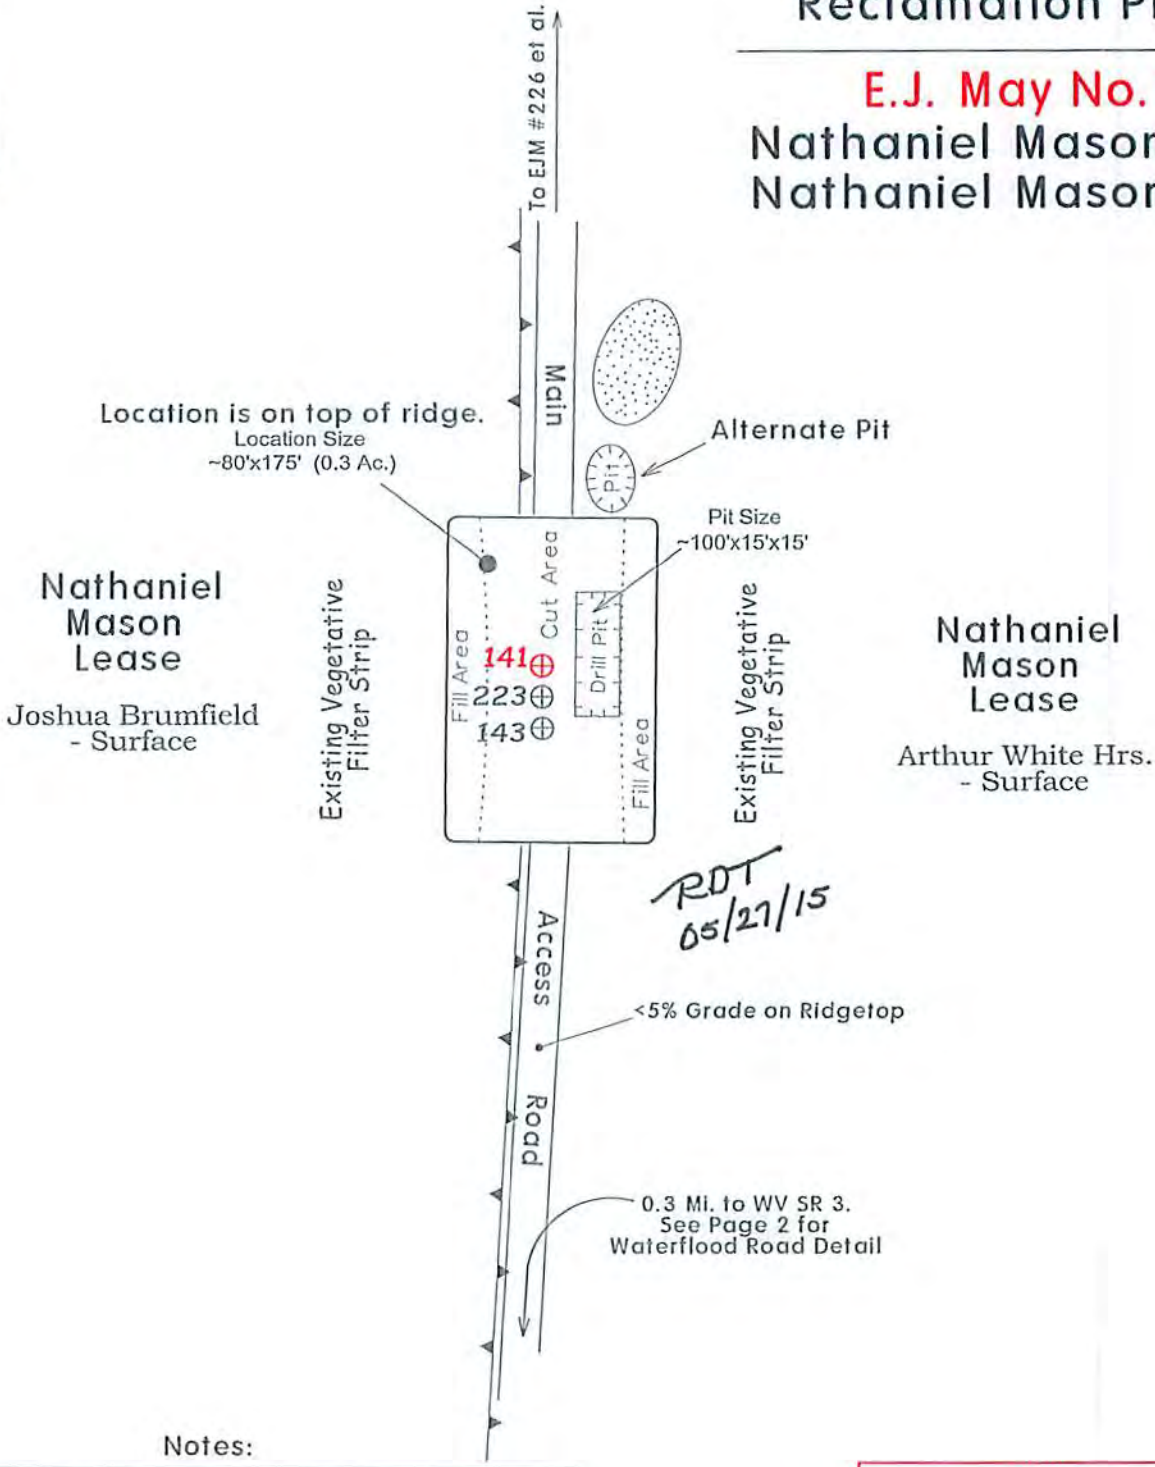 To EJM #226 et al.
Reclamation
E.J. May No.
Nathaniel Mason
Nathaniel Mason
Main
Location is on top of ridge.
Location Size
~80'x175' (0.3 Ac.)
Alternate Pit
Pit
Pit Size
~100'x15'x15'
Nathaniel
Mason
Lease
Joshua Brumfield
- Surface
Existing Vegetative
Filter Strip
Fill Area
Cut Area
141
223
143
Drill Pit
Fill Area
Existing Vegetative
Filter Strip
Nathaniel
Mason
Lease
Arthur White Hrs.
- Surface
RDT
05/27/15
Access
<5% Grade on Ridgetop
Road
0.3 Mi. to WV SR 3.
See Page 2 for
Waterflood Road Detail
Notes: